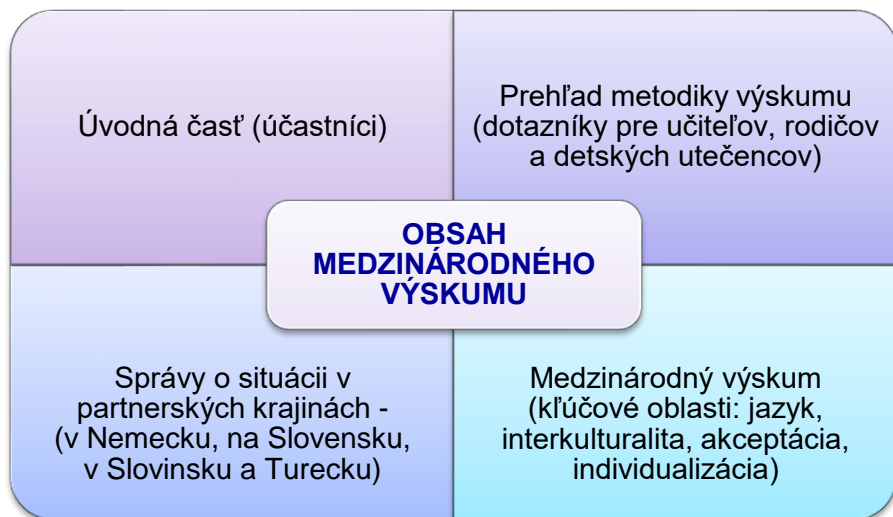 Úvodná časť (účastníci)
Prehľad metodiky výskumu
(dotazníky pre učiteľov, rodičov
a detských utečencov)
OBSAH
MEDZINÁRODNÉHO
VÝSKUMU
Správy o situácii v
partnerských krajinách -
(v Nemecku, na Slovensku,
v Slovinsku a Turecku)
Medzinárodný výskum
(kľúčové oblasti: jazyk,
interkulturalita, akceptácia,
individualizácia)